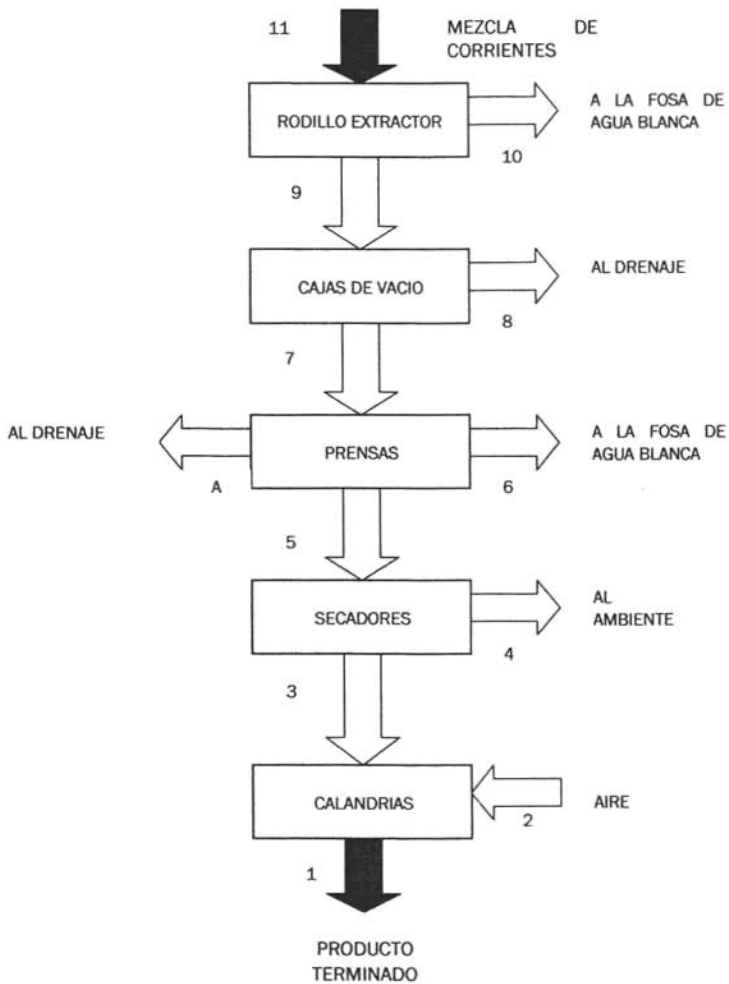 11
MEZCLA DE
CORRIENTES
RODILLO EXTRACTOR
A LA FOSA DE
AGUA BLANCA
10
9
CAJAS DE VACIO
AL DRENAJE
8
7
AL DRENAJE
PRENSAS
A LA FOSA DE
AGUA BLANCA
A
6
5
SECADORES
AL
AMBIENTE
4
3
CALANDRIAS
AIRE
2
1
PRODUCTO
TERMINADO